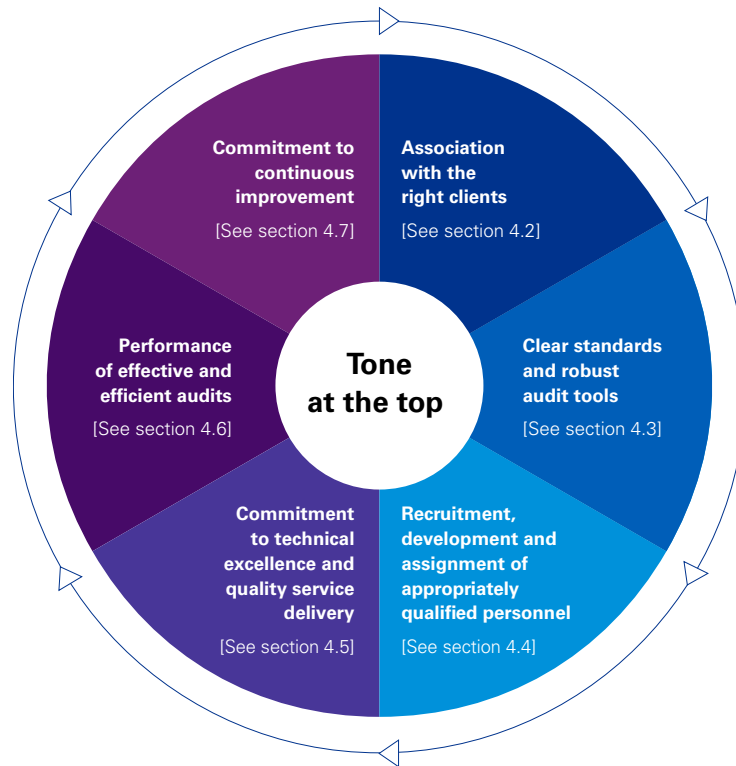 Association
with the
right clients
[See section 4.2]
Clear standards
and robust
audit tools
[See section 4.3]
Recruitment,
development and
assignment of
appropriately
qualified personnel
[See section 4.4]
Commitment
to technical
excellence and
quality service
delivery
[See section 4.5]
Performance
of effective and
efficient audits
[See section 4.6]
Commitment to
continuous
improvement
[See section 4.7]
Tone
at the top